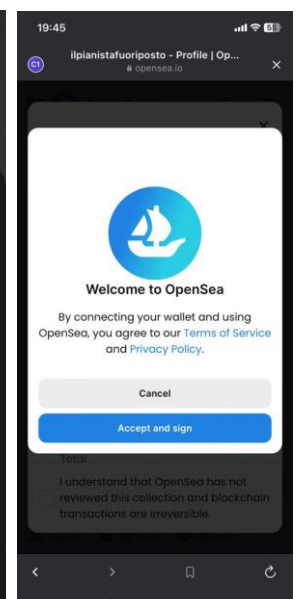 19:45
ilpianistafuoriposto - Profile | Op...
opensea.io
Welcome to OpenSea
By connecting your wallet and using
OpenSea, you agree to our Terms of Service
and Privacy Policy.
Cancel
Accept and sign
Total
I understand that OpenSea has not
reviewed this collection and blockchain
transactions are irreversible.